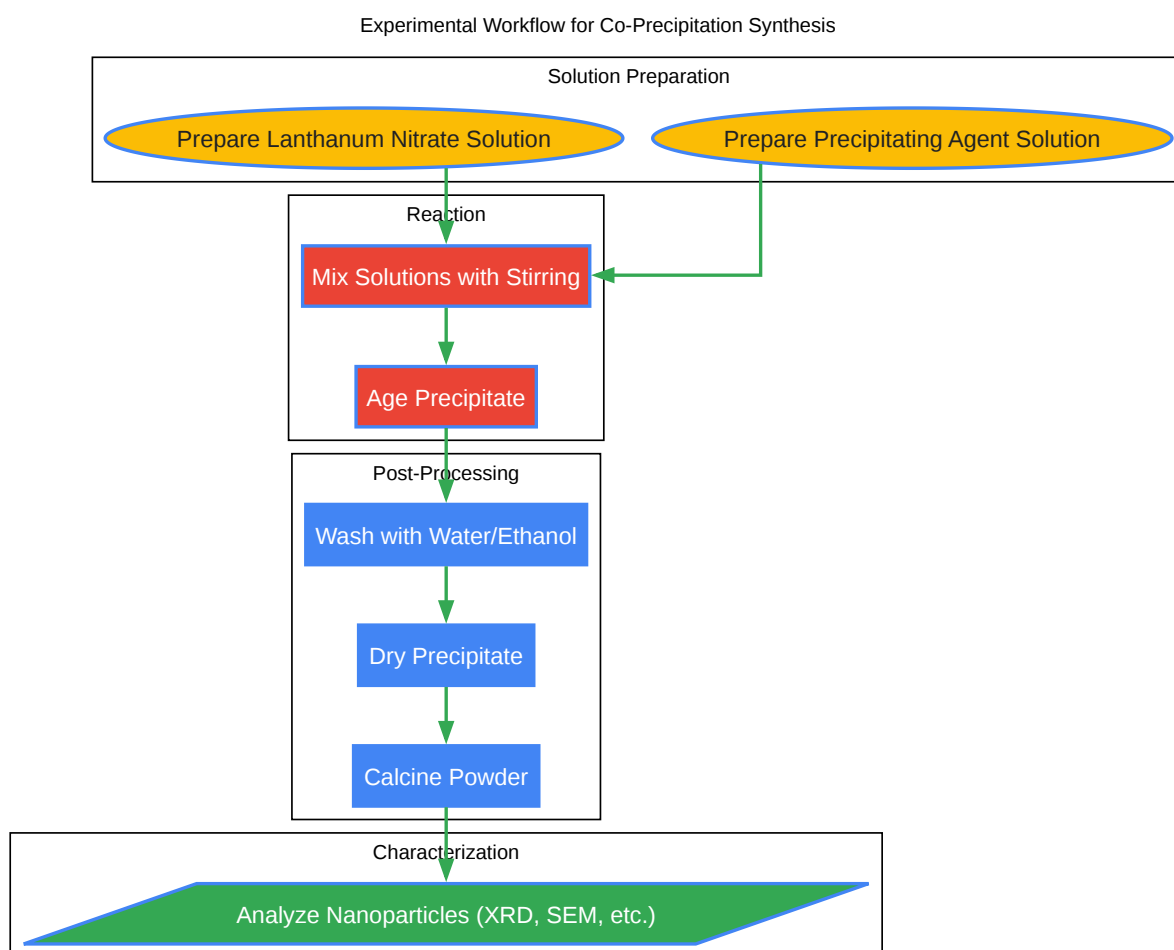 Experimental Workflow for Co-Precipitation Synthesis
Solution Preparation
Prepare Lanthanum Nitrate Solution
Prepare Precipitating Agent Solution
Reaction
Mix Solutions with Stirring
Age Precipitate
Post-Processing
Wash with Water/Ethanol
Dry Precipitate
Calcine Powder
Characterization
Analyze Nanoparticles (XRD, SEM, etc.)